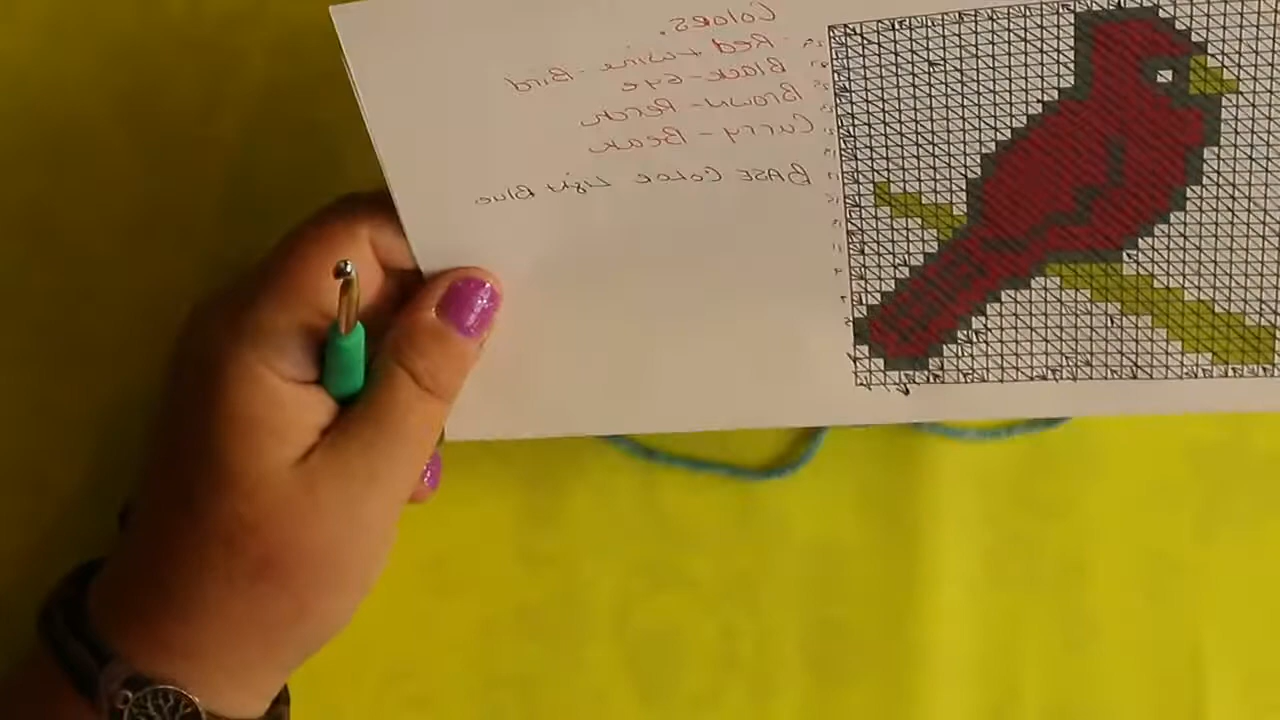 Colors:
Red + wine - Bird
Black - Eye
Brown - Perch
Curry - Beak
BASE Color Light Blue